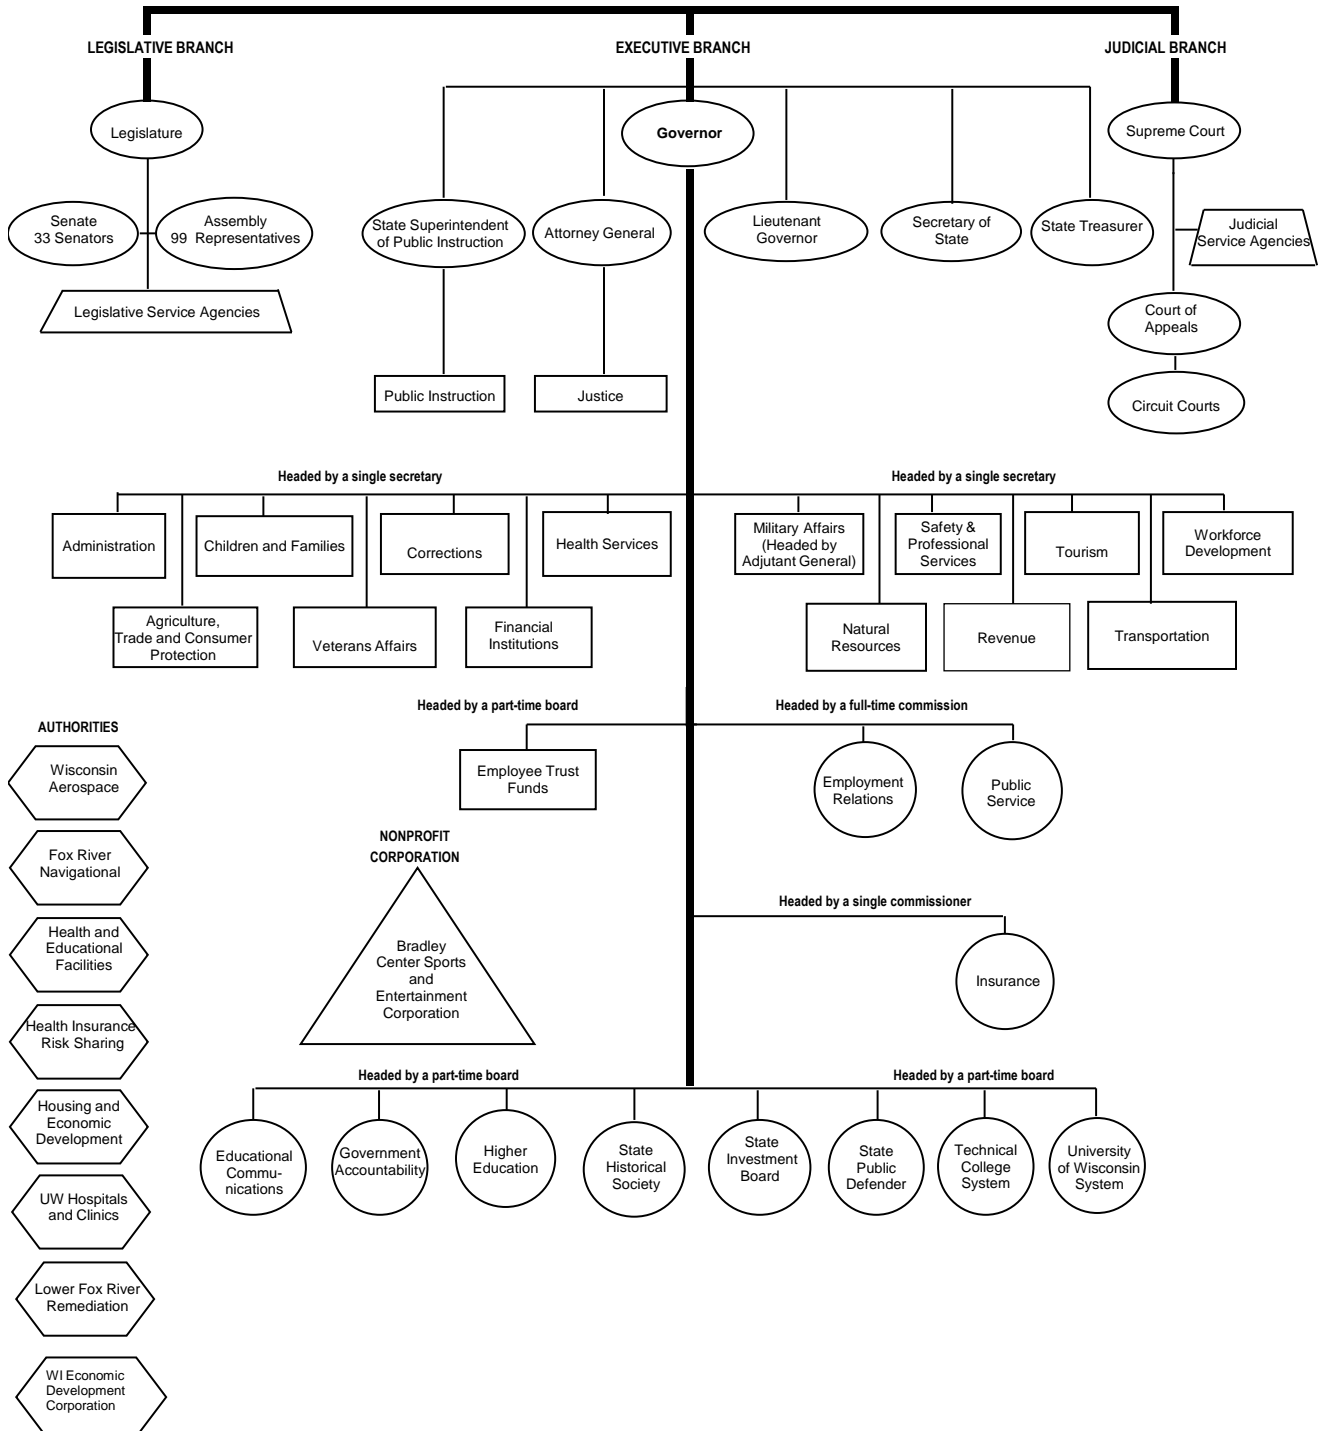 LEGISLATIVE BRANCH
EXECUTIVE BRANCH
JUDICIAL BRANCH
Legislature
Governor
Supreme Court
Senate
33 Senators
Assembly
99 Representatives
State Superintendent
of Public Instruction
Attorney General
Lieutenant
Governor
Secretary of
State
State Treasurer
Judicial
Service Agencies
Legislative Service Agencies
Court of
Appeals
Public Instruction
Justice
Circuit Courts
Headed by a single secretary
Headed by a single secretary
Administration
Children and Families
Corrections
Health Services
Military Affairs
(Headed by
Adjutant General)
Safety &
Professional
Services
Tourism
Workforce
Development
Agriculture,
Trade and Consumer
Protection
Veterans Affairs
Financial
Institutions
Natural
Resources
Revenue
Transportation
Headed by a part-time board
Headed by a full-time commission
Employee Trust
Funds
Employment
Relations
Public
Service
AUTHORITIES
Wisconsin
Aerospace
Fox River
Navigational
Health and
Educational
Facilities
Health Insurance
Risk Sharing
Housing and
Economic
Development
UW Hospitals
and Clinics
Lower Fox River
Remediation
WI Economic
Development
Corporation
NONPROFIT
CORPORATION
Bradley
Center Sports
and
Entertainment
Corporation
Headed by a single commissioner
Insurance
Headed by a part-time board
Headed by a part-time board
Educational
Commu-
nications
Government
Accountability
Higher
Education
State
Historical
Society
State
Investment
Board
State
Public
Defender
Technical
College
System
University
of Wisconsin
System